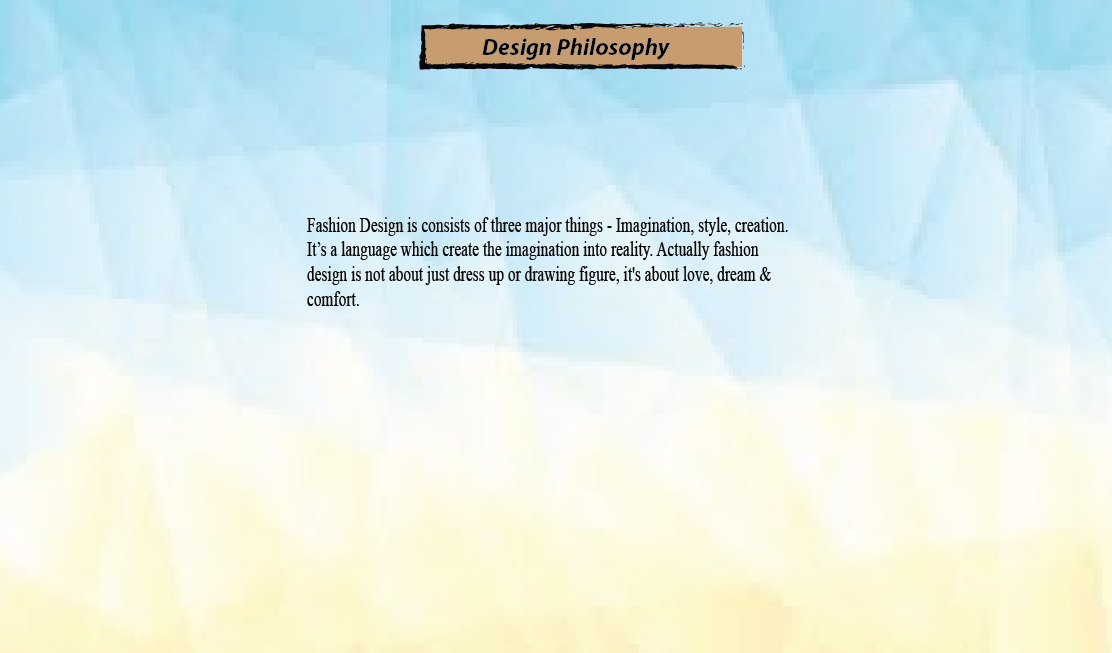 Design Philosophy
Fashion Design is consists of three major things - Imagination, style, creation.
It’s a language which create the imagination into reality. Actually fashion
design is not about just dress up or drawing figure, it's about love, dream &
comfort.